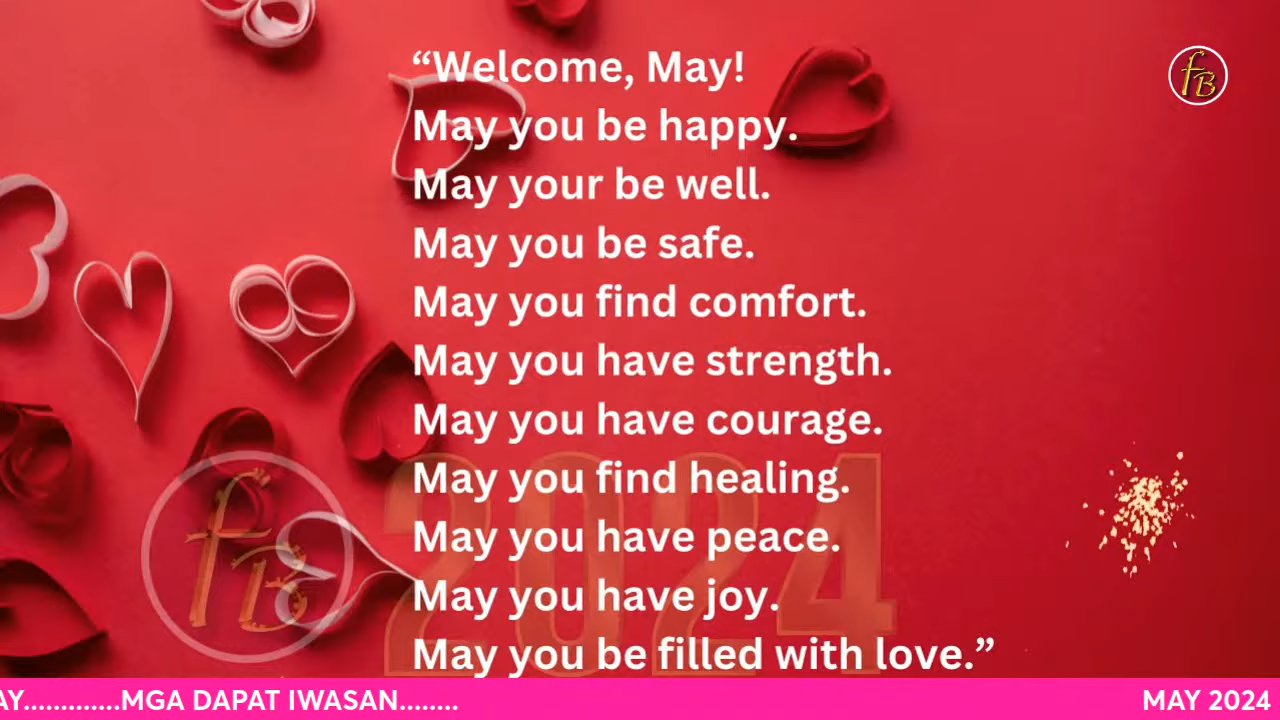 “Welcome, May!
May you be happy.
May your be well.
May you be safe.
May you find comfort.
May you have strength.
May you have courage.
May you find healing.
May you have peace.
May you have joy.
May you be filled with love.”
fB
fB
2024
AY.............MGA DAPAT IWASAN........
MAY 2024